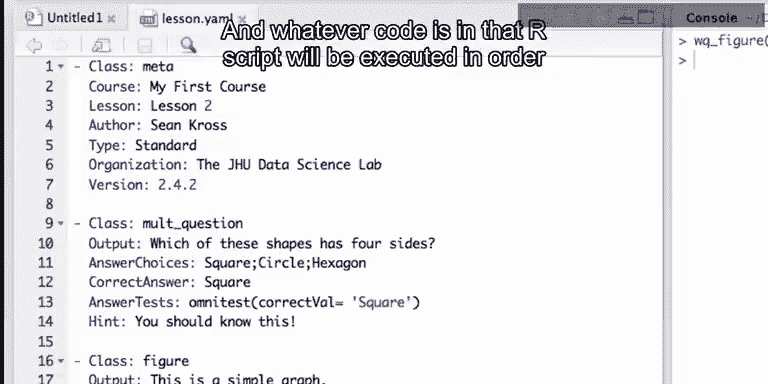 Untitled1
lesson.yaml
And whatever code is in that R
script will be executed in order
Console
> wq_figure(
>
1 - Class: meta
2 Course: My First Course
3 Lesson: Lesson 2
4 Author: Sean Kross
5 Type: Standard
6 Organization: The JHU Data Science Lab
7 Version: 2.4.2
8
9 - Class: mult_question
10 Output: Which of these shapes has four sides?
11 AnswerChoices: Square;Circle;Hexagon
12 CorrectAnswer: Square
13 AnswerTests: omnitest(correctVal= 'Square')
14 Hint: You should know this!
15
16 - Class: figure
17 Output: This is a simple graph.